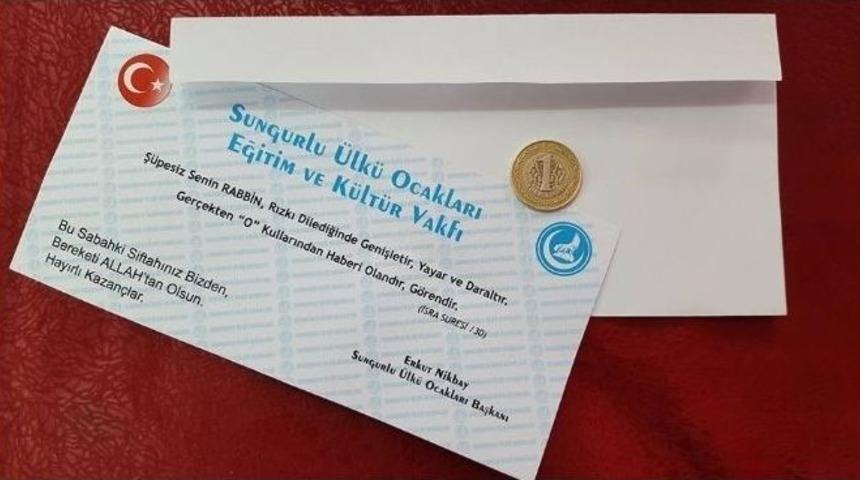 Sungurlu Ülkü Ocakları
Eğitim ve Kültür Vakfı
Şüpesiz Senin RABBİN, Rızkı Dilediğinde Genişletir, Yayar ve Daraltır.
Gerçekten "O" Kullarından Haberi Olandır, Görendir.
(İSRA SURESİ /30)
Bu Sabahki Siftahınız Bizden,
Bereketi ALLAH'tan Olsun.
Hayırlı Kazançlar.
Erkut Nikbay
Sungurlu Ülkü Ocakları Başkanı
1